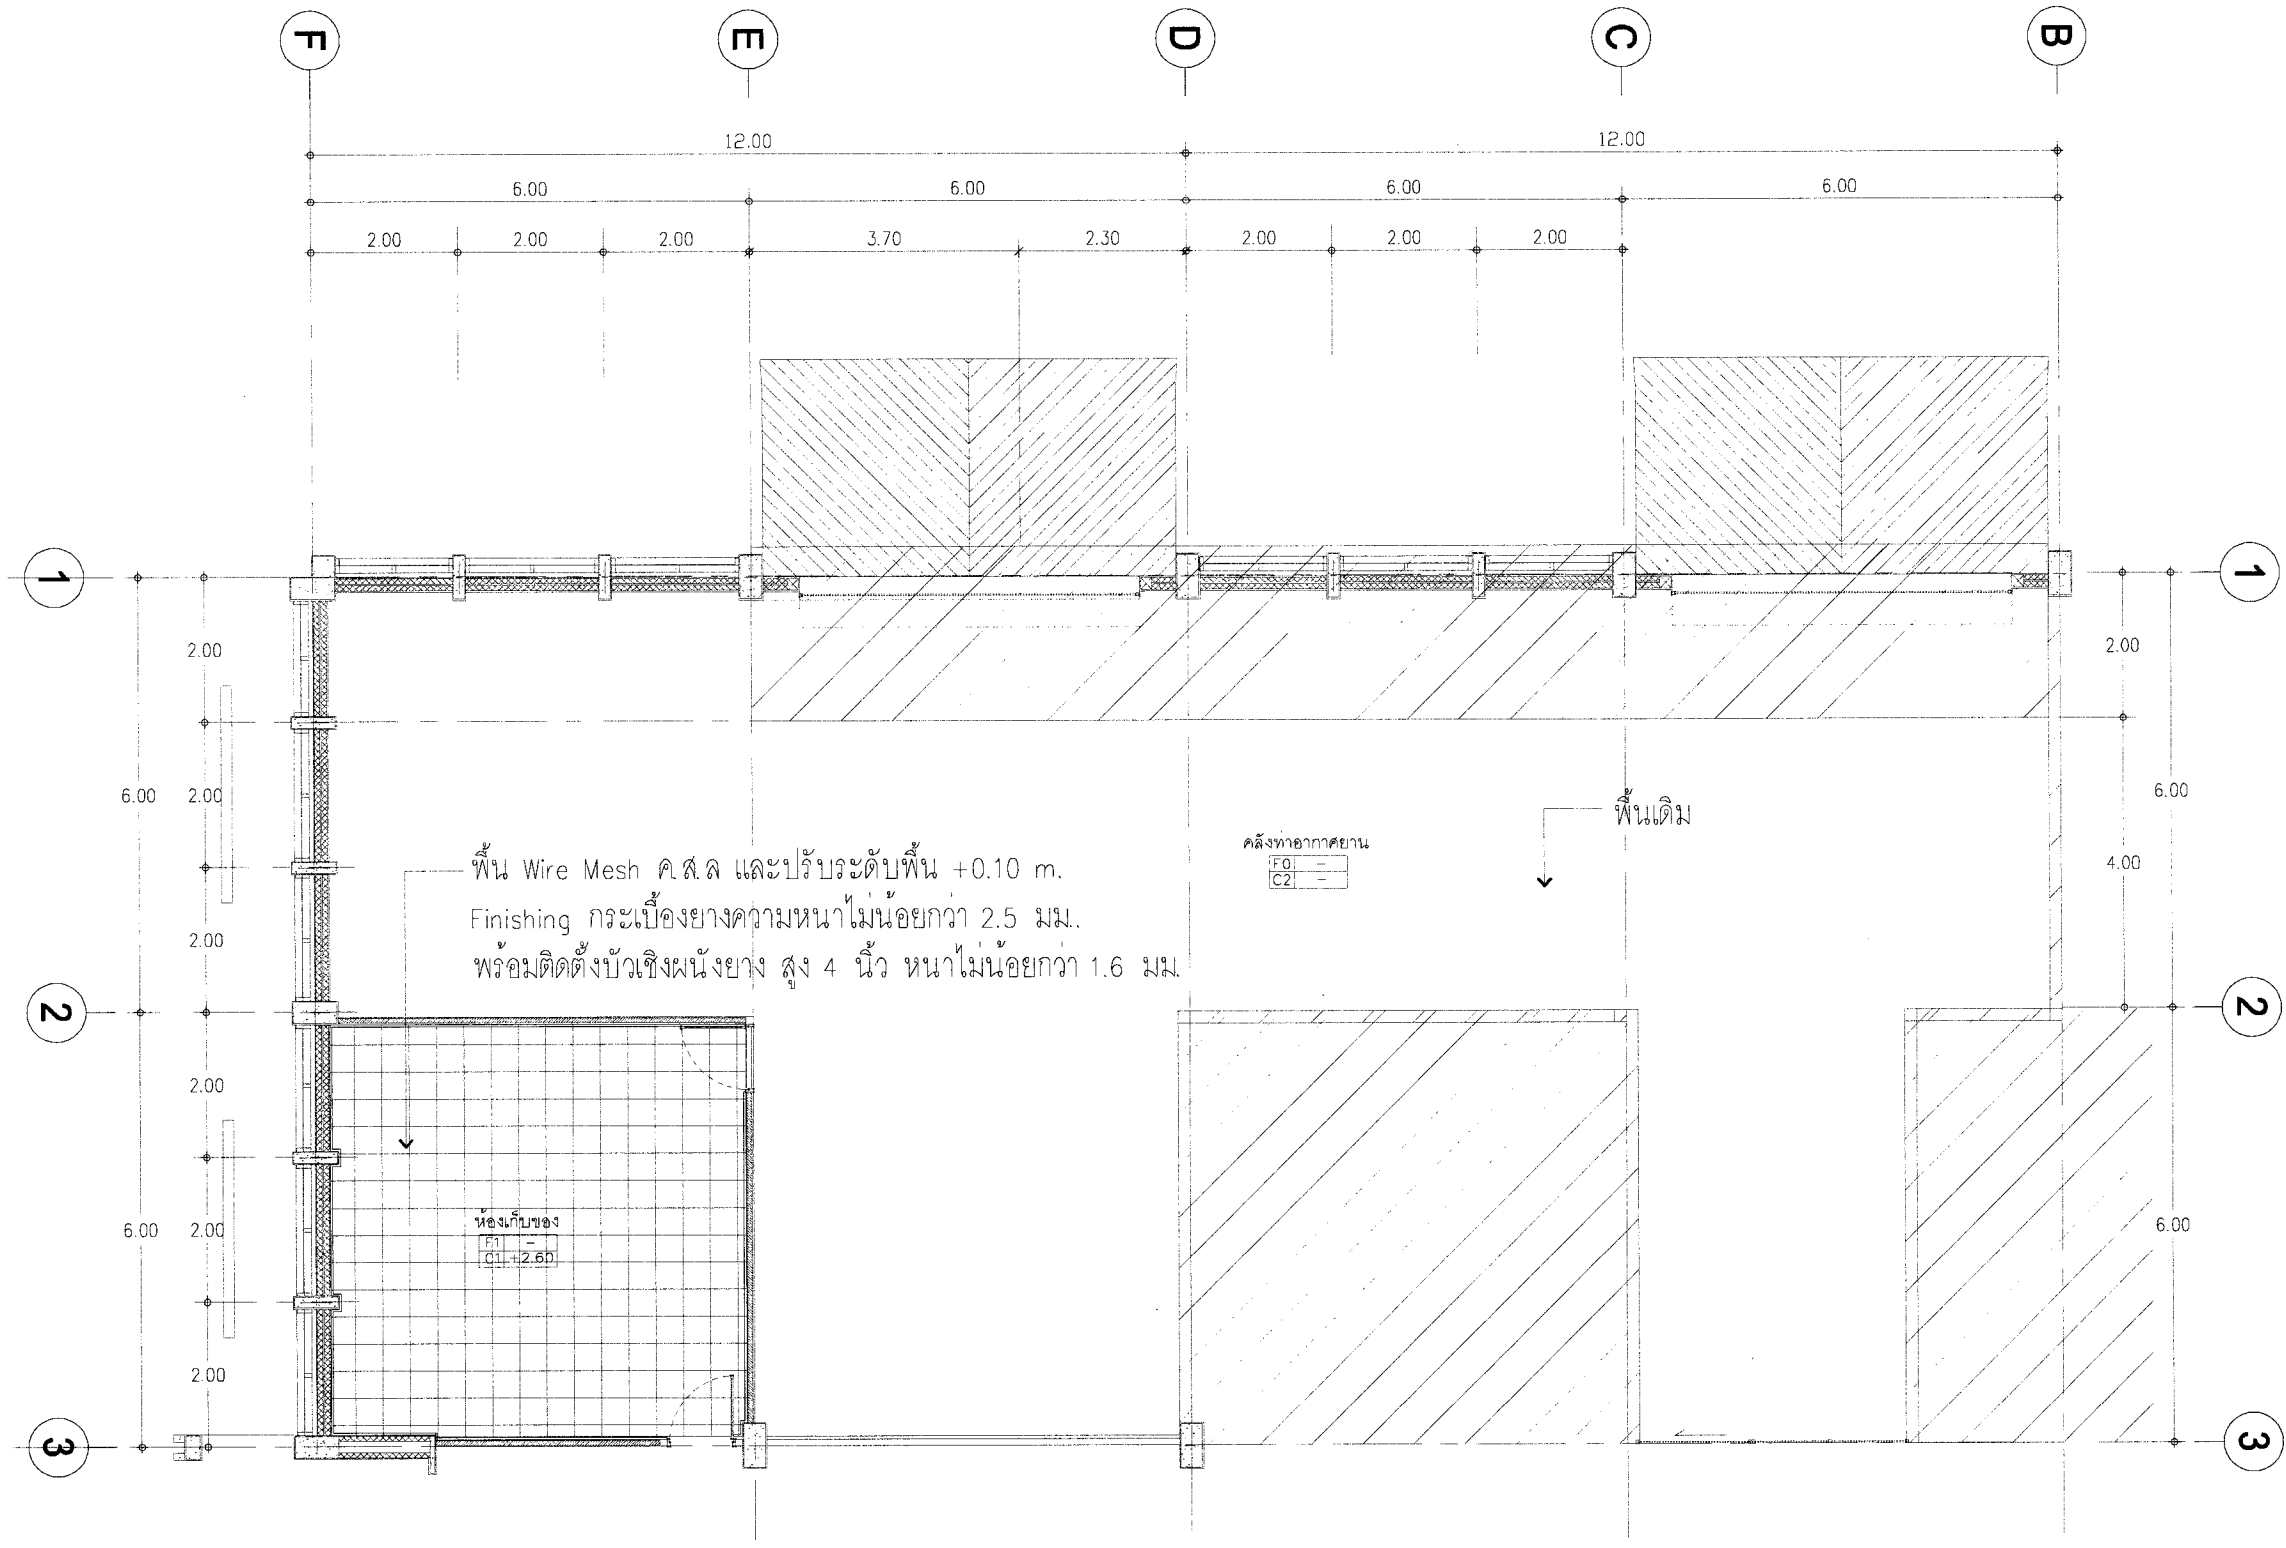 F E D C B
12.00 12.00
6.00 6.00 6.00 6.00
2.00 2.00 2.00 3.70 2.30 2.00 2.00 2.00
1 1
2.00 2.00
6.00 2.00 6.00
พื้นเดิม
คลังท่าอากาศยาน
F0 -
C2 -
4.00
พื้น Wire Mesh ค.ส.ล และปรับระดับพื้น +0.10 m.
Finishing กระเบื้องยางความหนาไม่น้อยกว่า 2.5 มม..
พร้อมติดตั้งบัวเชิงผนังยาง สูง 4 นิ้ว หนาไม่น้อยกว่า 1.6 มม.
2.00
2 2
2.00
6.00 2.00 6.00
ห้องเก็บของ
F1 -
C1 +2.60
2.00
3 3